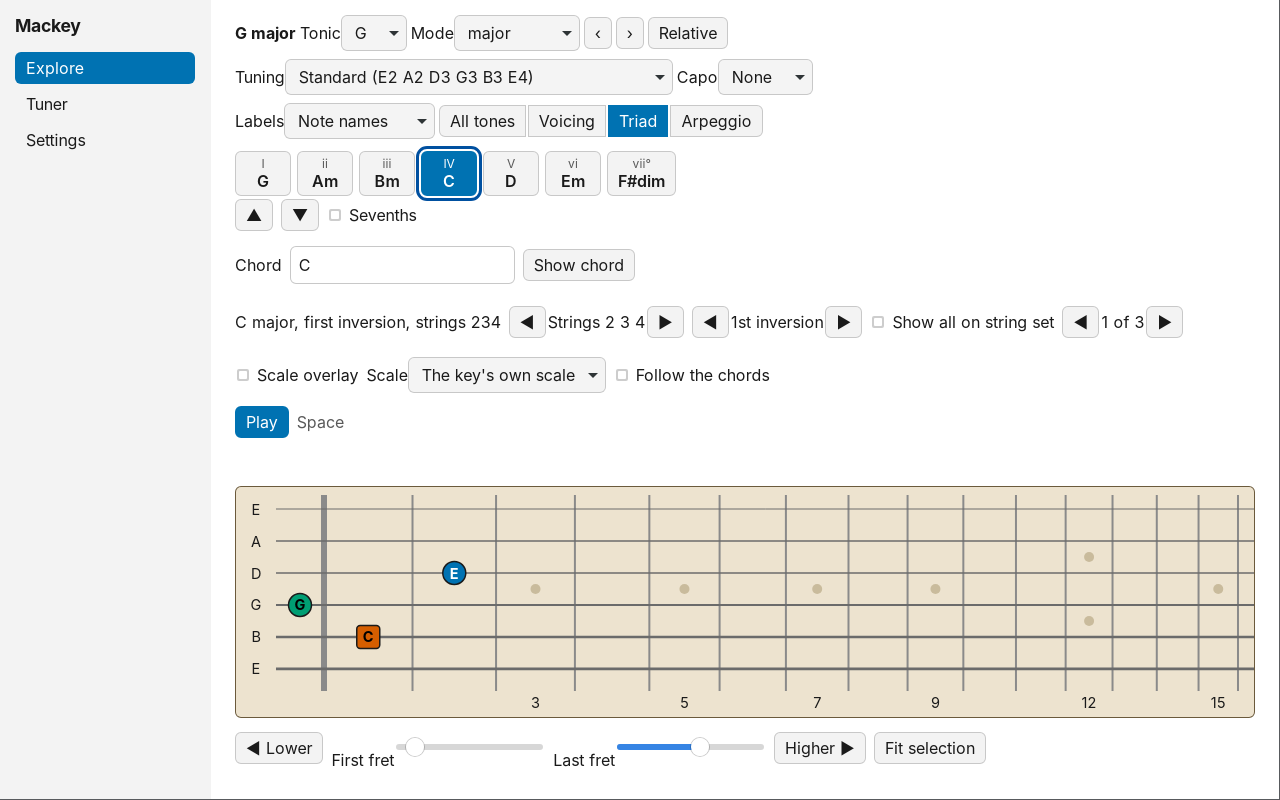 Mackey
Explore
Tuner
Settings
G major Tonic G Mode major ‹ › Relative
Tuning Standard (E2 A2 D3 G3 B3 E4) Capo None
Labels Note names All tones Voicing Triad Arpeggio
I ii iii IV V vi vii°
G Am Bm C D Em F#dim
▲ ▼ Sevenths
Chord C Show chord
C major, first inversion, strings 234 ◀ Strings 2 3 4 ▶ ◀ 1st inversion ▶ Show all on string set ◀ 1 of 3 ▶
Scale overlay Scale The key's own scale Follow the chords
Play Space
E
A
D E
G G
B C
E
3 5 7 9 12 15
◀ Lower First fret Last fret Higher ▶ Fit selection